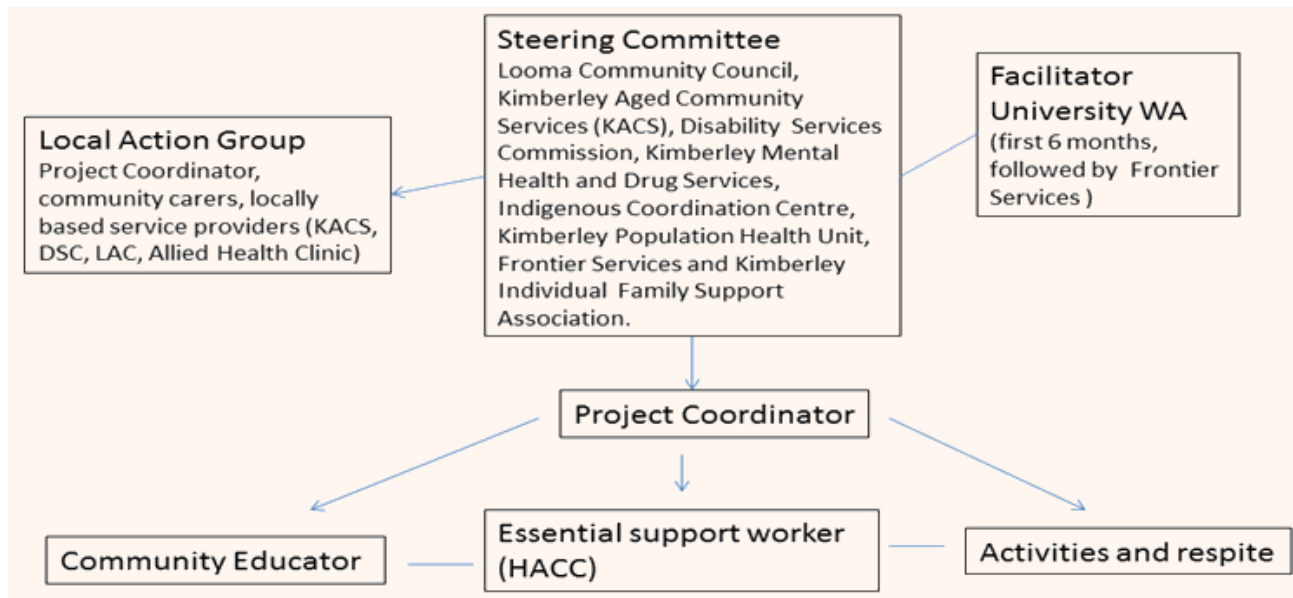 Steering Committee
Looma Community Council,
Kimberley Aged Community
Services (KACS), Disability Services
Commission, Kimberley Mental
Health and Drug Services,
Indigenous Coordination Centre,
Kimberley Population Health Unit,
Frontier Services and Kimberley
Individual Family Support
Association.
Facilitator
University WA
(first 6 months,
followed by Frontier
Services )
Local Action Group
Project Coordinator,
community carers, locally
based service providers (KACS,
DSC, LAC, Allied Health Clinic)
Project Coordinator
Community Educator
Essential support worker
(HACC)
Activities and respite